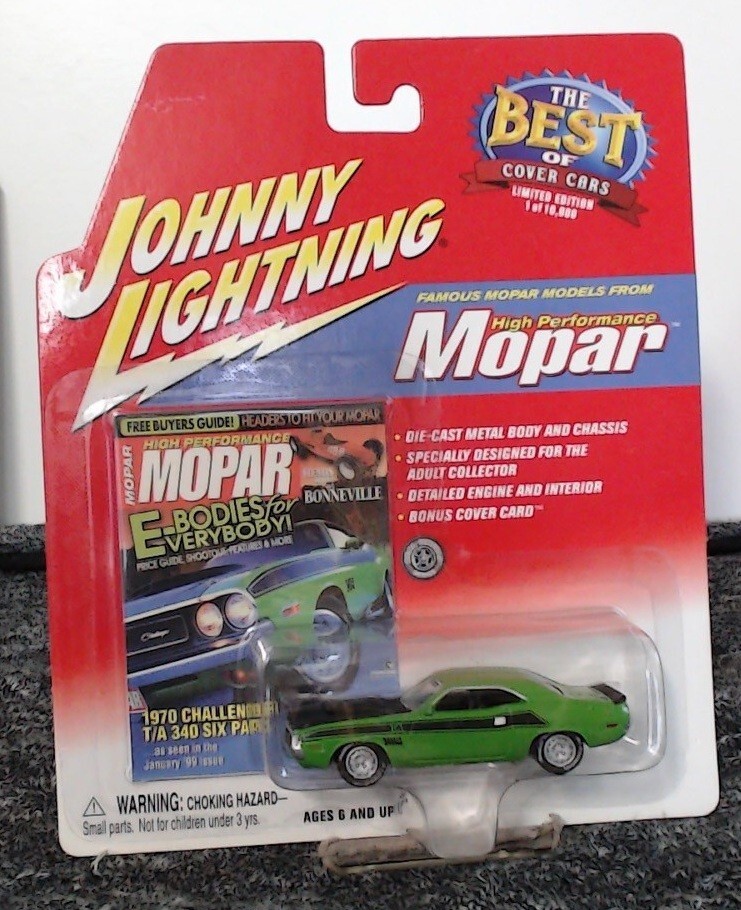 THE
BEST
OF
COVER CARS
LIMITED EDITION
1 of 10,000
JOHNNY
LIGHTNING
FAMOUS MOPAR MODELS FROM
High Performance
Mopar™
• DIE-CAST METAL BODY AND CHASSIS
• SPECIALLY DESIGNED FOR THE
ADULT COLLECTOR
• DETAILED ENGINE AND INTERIOR
• BONUS COVER CARD™
FREE BUYERS GUIDE! HEADERS TO FIT YOUR MOPAR
MOPAR
HIGH PERFORMANCE
MOPAR
BONNEVILLE
E-BODIES for
EVERYBODY!
PRICE GUIDE, SHOOTOUT, FEATURES & MORE
Challenger
1970 CHALLENGER
T/A 340 SIX PACK
...as seen in the
January '99 issue
⚠ WARNING: CHOKING HAZARD—
Small parts. Not for children under 3 yrs.
AGES 6 AND UP